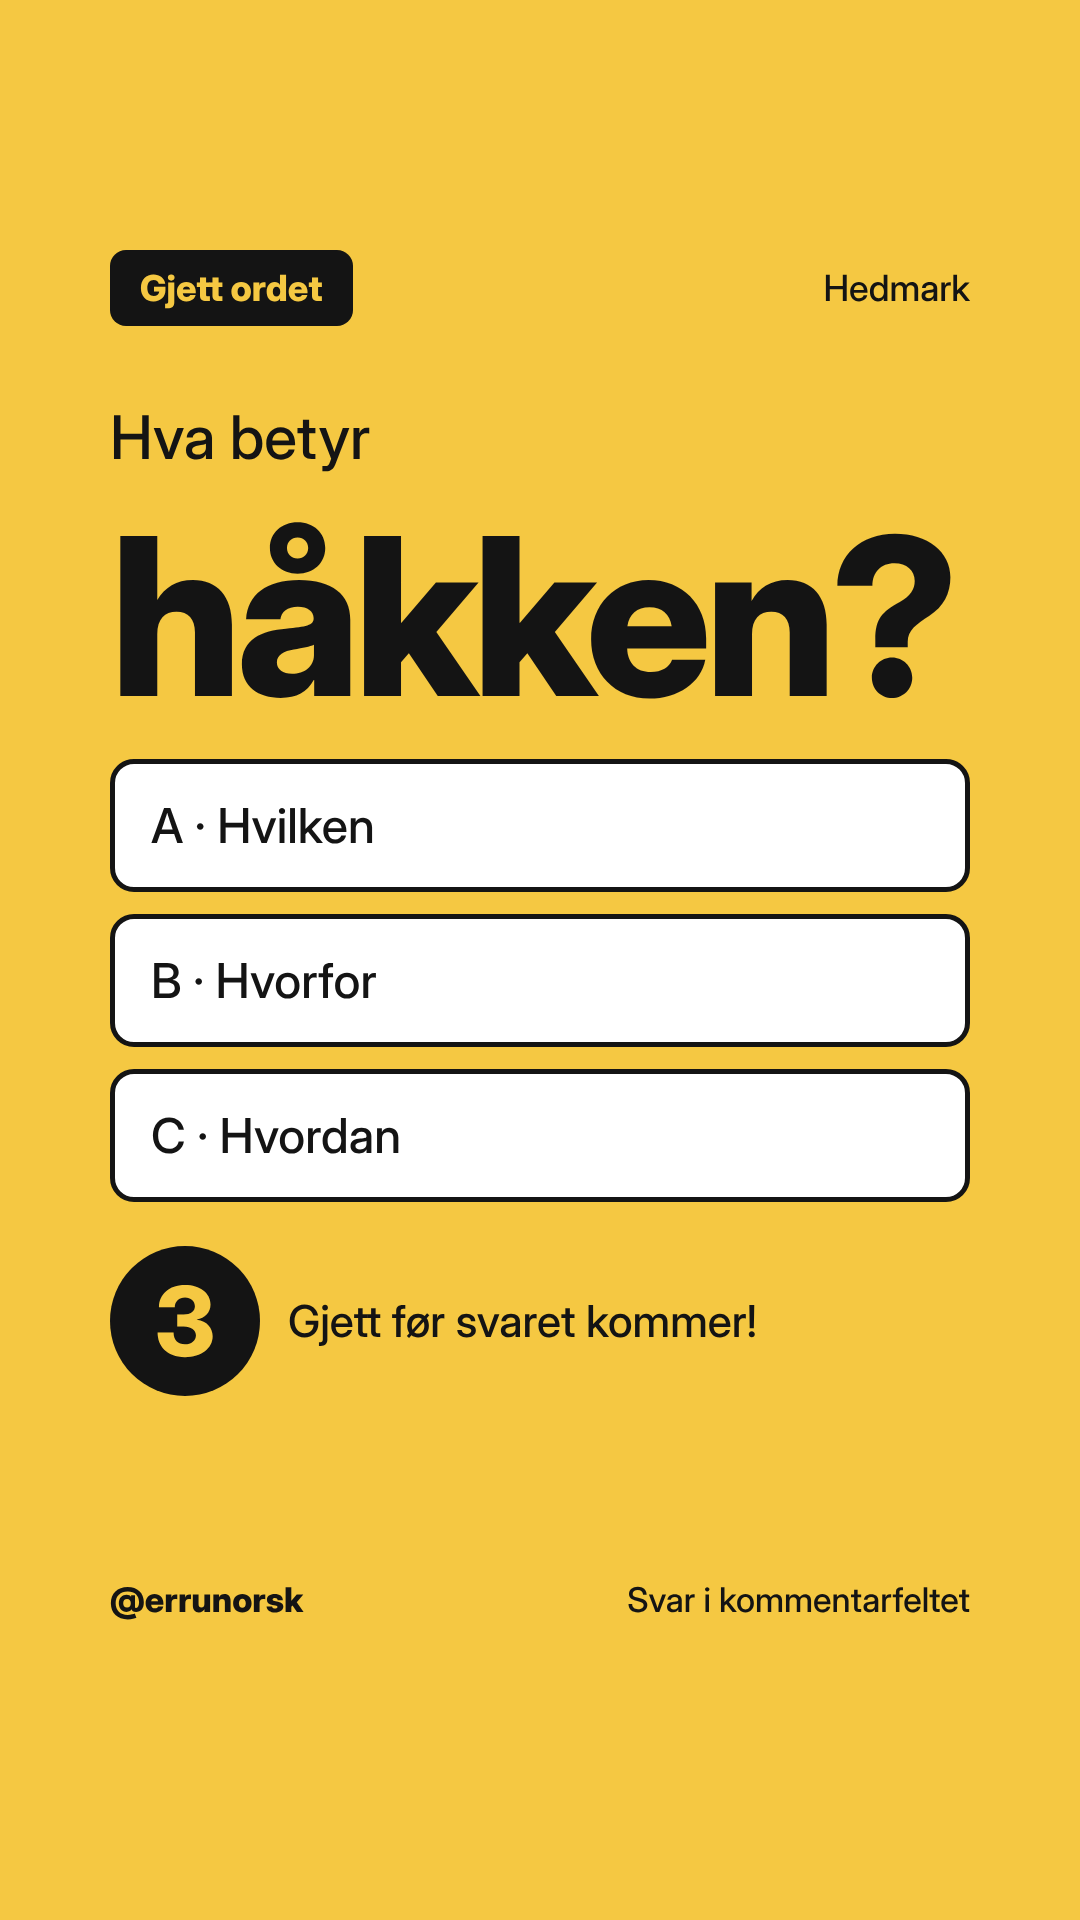 Gjett ordet
Hedmark
Hva betyr
håkken?
A · Hvilken
B · Hvorfor
C · Hvordan
3
Gjett før svaret kommer!
@errunorsk
Svar i kommentarfeltet